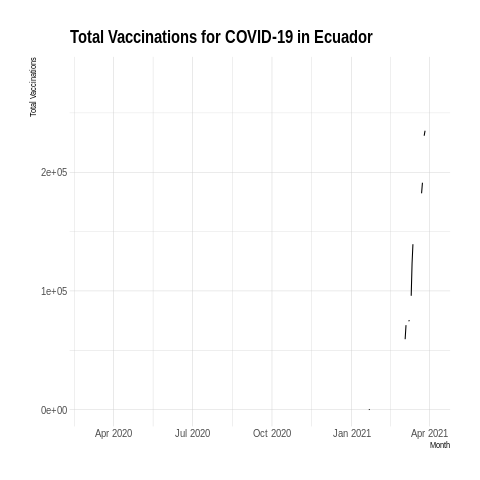 Total Vaccinations for COVID-19 in Ecuador
Total Vaccinations
2e+05
1e+05
0e+00
Apr 2020
Jul 2020
Oct 2020
Jan 2021
Apr 2021
Month